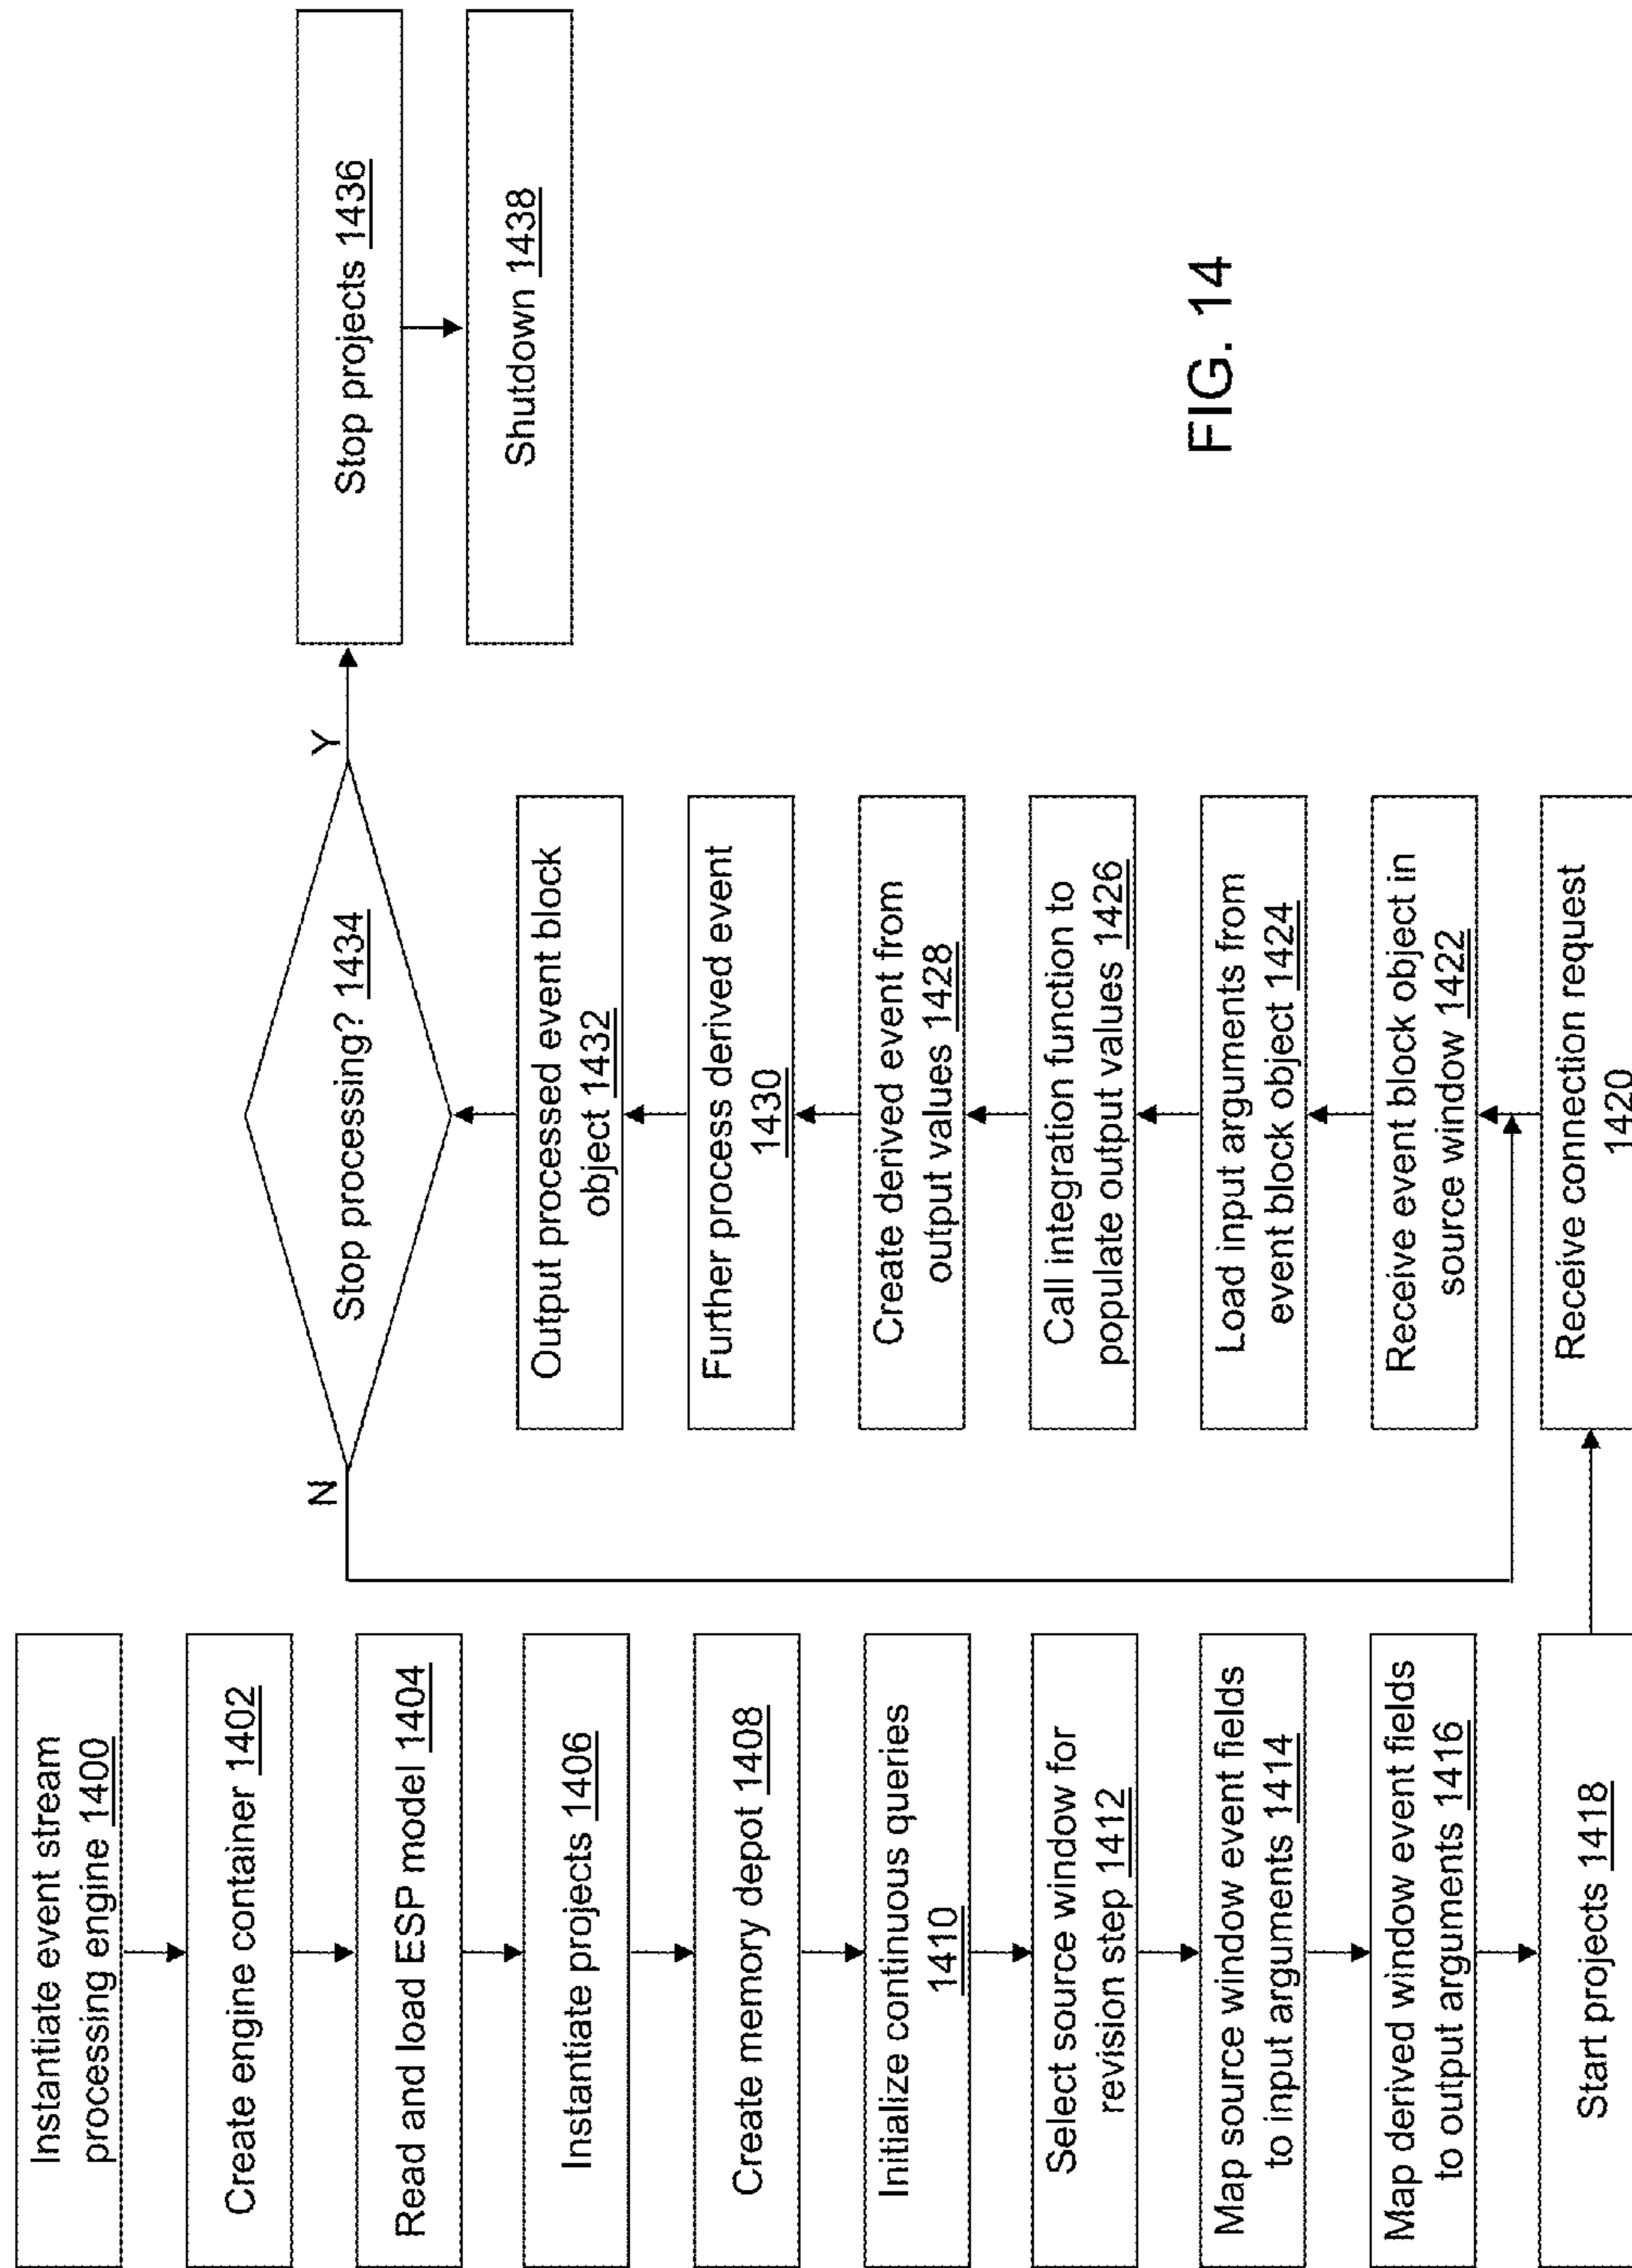 Instantiate event stream
processing engine 1400
Create engine container 1402
Read and load ESP model 1404
Instantiate projects 1406
Create memory depot 1408
Initialize continuous queries
1410
Select source window for
revision step 1412
Map source window event fields
to input arguments 1414
Map derived window event fields
to output arguments 1416
Start projects 1418
Receive connection request
1420
Receive event block object in
source window 1422
Load input arguments from
event block object 1424
Call integration function to
populate output values 1426
Create derived event from
output values 1428
Further process derived event
1430
Output processed event block
object 1432
Stop processing? 1434
N
Y
Stop projects 1436
Shutdown 1438
FIG. 14